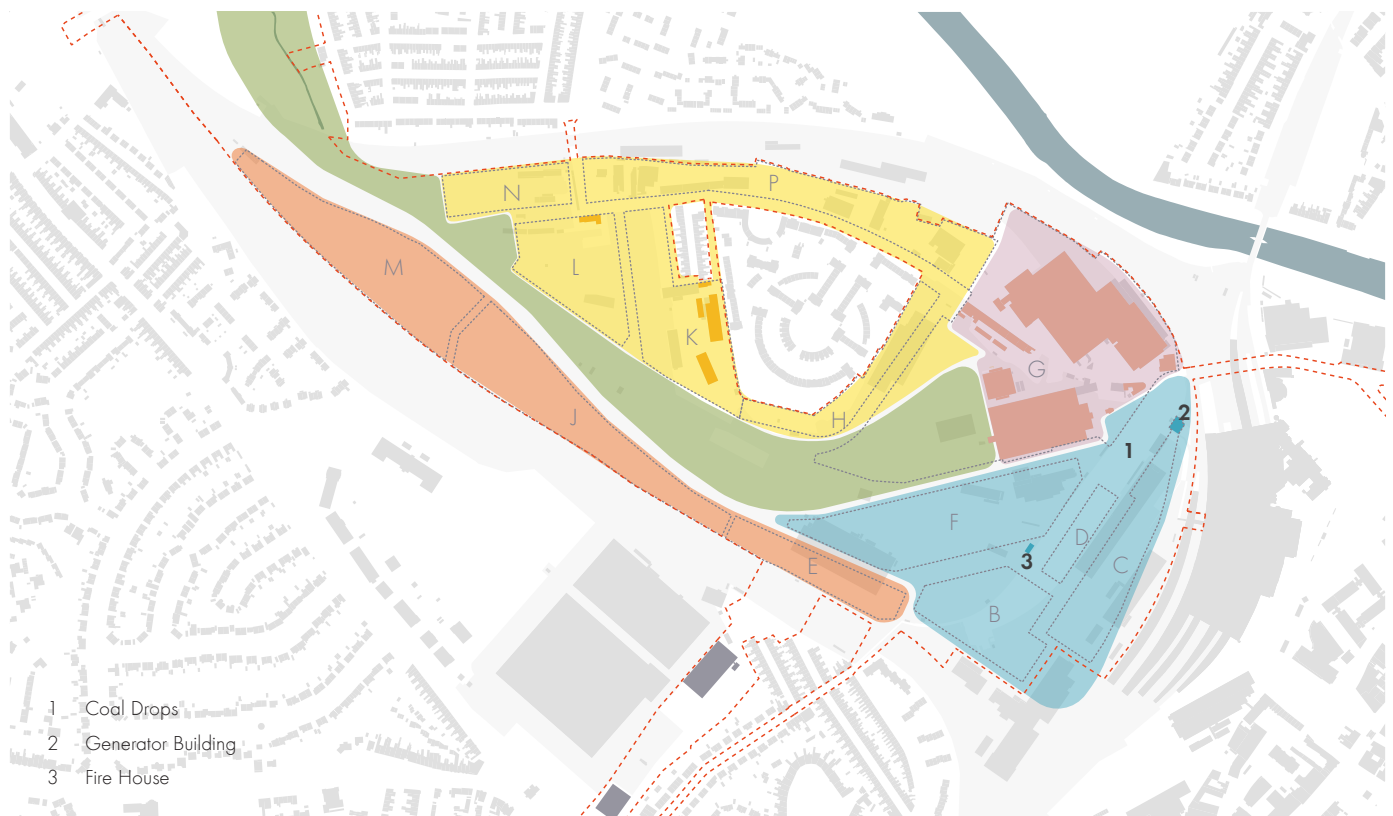 P
N
M
L
K
G
J
H
2
1
F
D
3
E
C
B
1 Coal Drops
2 Generator Building
3 Fire House